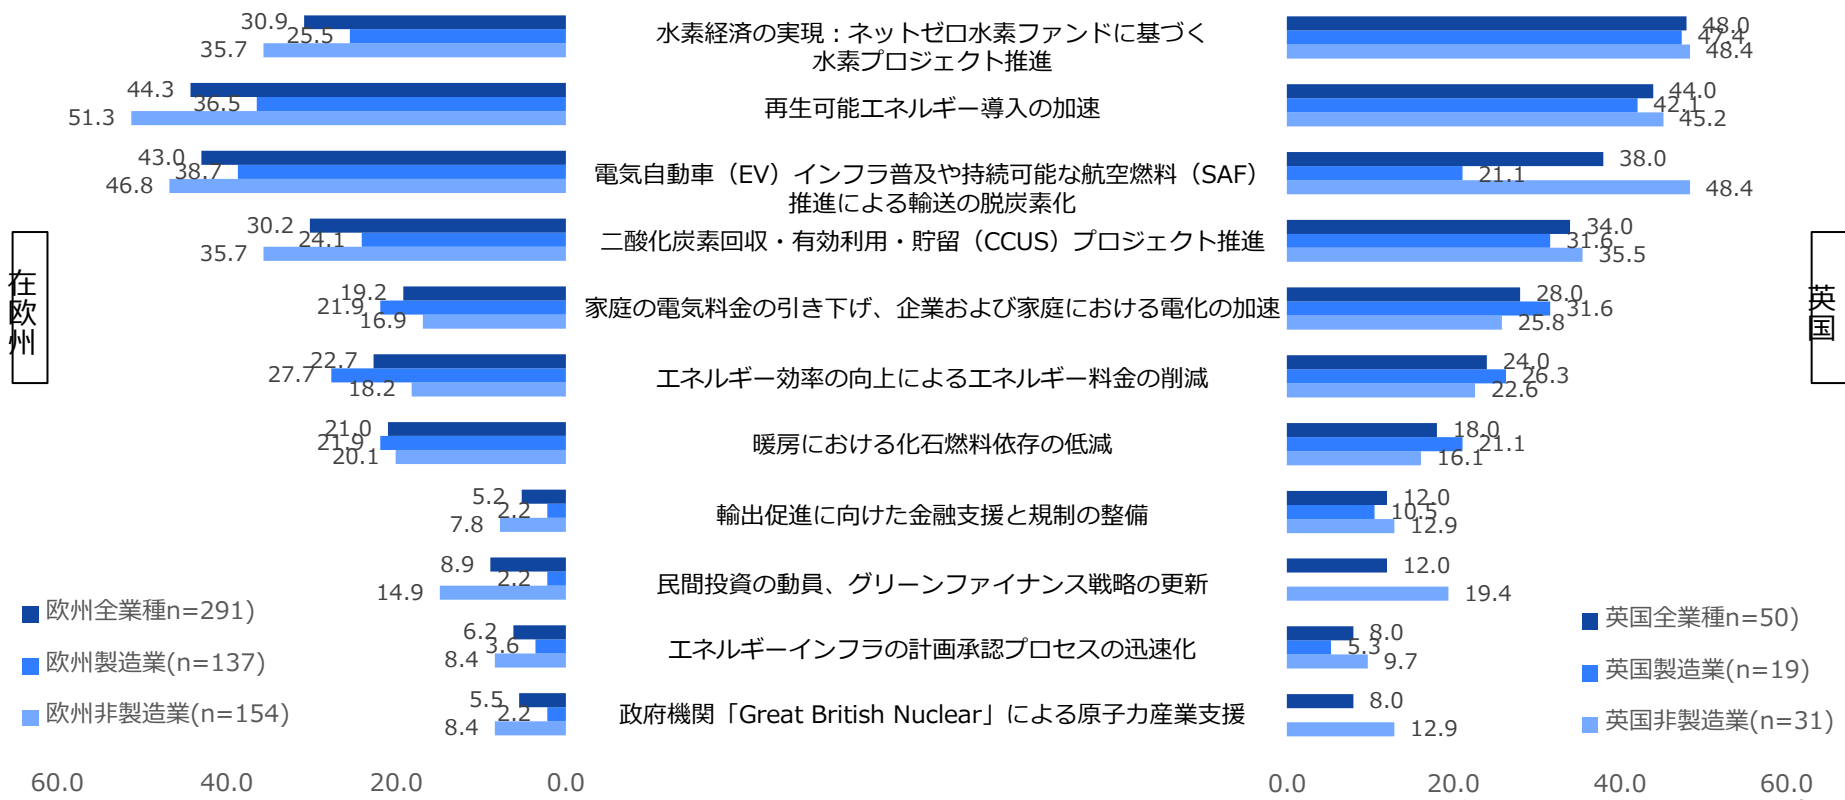 30.9
25.5
35.7
水素経済の実現：ネットゼロ水素ファンドに基づく
水素プロジェクト推進
48.0
47.4
48.4
44.3
36.5
51.3
再生可能エネルギー導入の加速
44.0
42.1
45.2
43.0
38.7
46.8
電気自動車（EV）インフラ普及や持続可能な航空燃料（SAF）
推進による輸送の脱炭素化
38.0
21.1
48.4
30.2
24.1
35.7
二酸化炭素回収・有効利用・貯留（CCUS）プロジェクト推進
34.0
31.6
35.5
在欧州
英国
19.2
21.9
16.9
家庭の電気料金の引き下げ、企業および家庭における電化の加速
28.0
31.6
25.8
22.7
27.7
18.2
エネルギー効率の向上によるエネルギー料金の削減
24.0
26.3
22.6
21.0
21.9
20.1
暖房における化石燃料依存の低減
18.0
21.1
16.1
5.2
2.2
7.8
輸出促進に向けた金融支援と規制の整備
12.0
10.5
12.9
8.9
2.2
14.9
民間投資の動員、グリーンファイナンス戦略の更新
12.0
19.4
6.2
3.6
8.4
エネルギーインフラの計画承認プロセスの迅速化
8.0
5.3
9.7
5.5
2.2
8.4
政府機関「Great British Nuclear」による原子力産業支援
8.0
12.9
欧州全業種n=291)
欧州製造業(n=137)
欧州非製造業(n=154)
英国全業種n=50)
英国製造業(n=19)
英国非製造業(n=31)
60.0 40.0 20.0 0.0
0.0 20.0 40.0 60.0